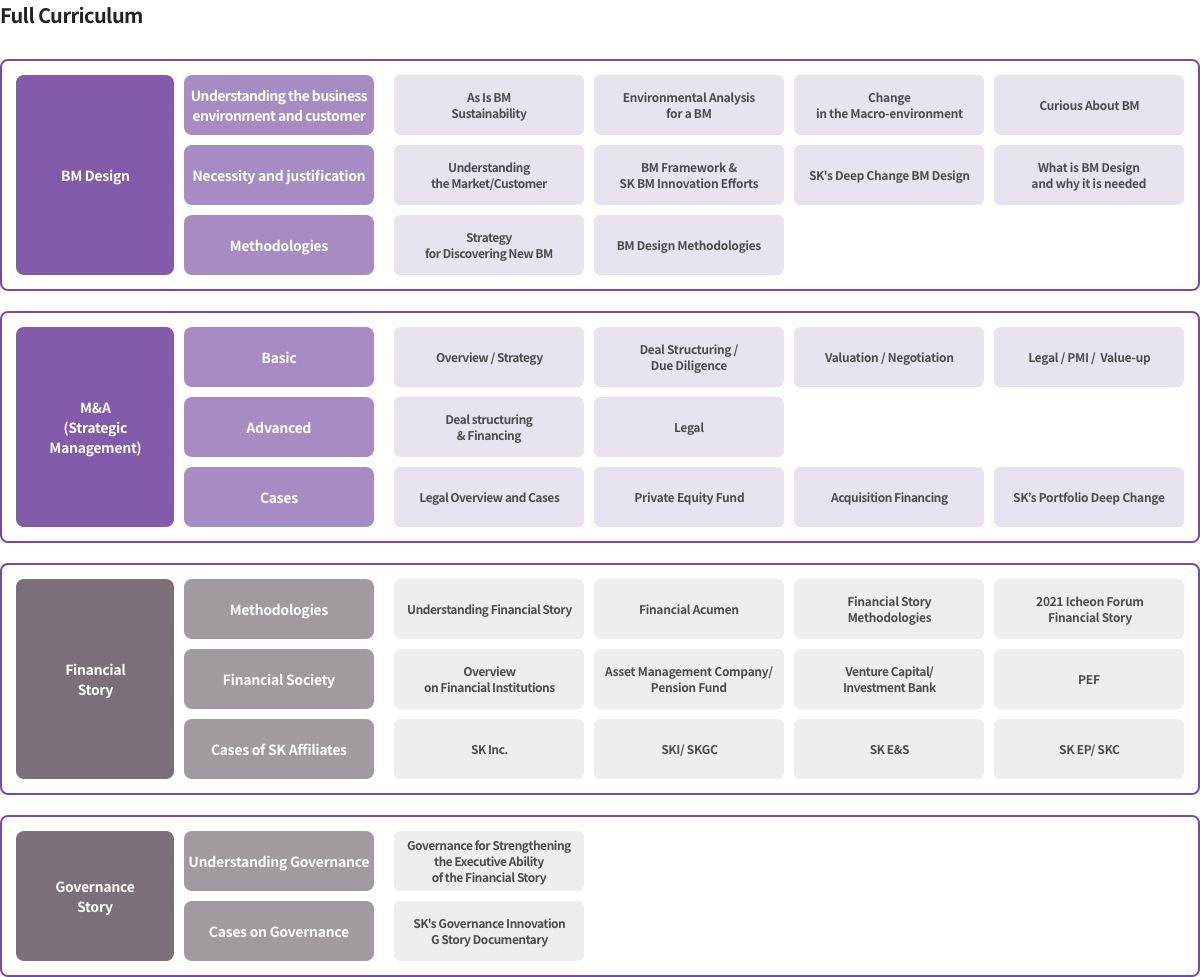 Full Curriculum
BM Design
Understanding the business
environment and customer
As Is BM
Sustainability
Environmental Analysis
for a BM
Change
in the Macro-environment
Curious About BM
Necessity and justification
Understanding
the Market/Customer
BM Framework &
SK BM Innovation Efforts
SK's Deep Change BM Design
What is BM Design
and why it is needed
Methodologies
Strategy
for Discovering New BM
BM Design Methodologies
M&A
(Strategic
Management)
Basic
Overview / Strategy
Deal Structuring /
Due Diligence
Valuation / Negotiation
Legal / PMI / Value-up
Advanced
Deal structuring
& Financing
Legal
Cases
Legal Overview and Cases
Private Equity Fund
Acquisition Financing
SK’s Portfolio Deep Change
Financial
Story
Methodologies
Understanding Financial Story
Financial Acumen
Financial Story
Methodologies
2021 Icheon Forum
Financial Story
Financial Society
Overview
on Financial Institutions
Asset Management Company/
Pension Fund
Venture Capital/
Investment Bank
PEF
Cases of SK Affiliates
SK Inc.
SKI/ SKGC
SK E&S
SK EP/ SKC
Governance
Story
Understanding Governance
Governance for Strengthening
the Executive Ability
of the Financial Story
Cases on Governance
SK's Governance Innovation
G Story Documentary